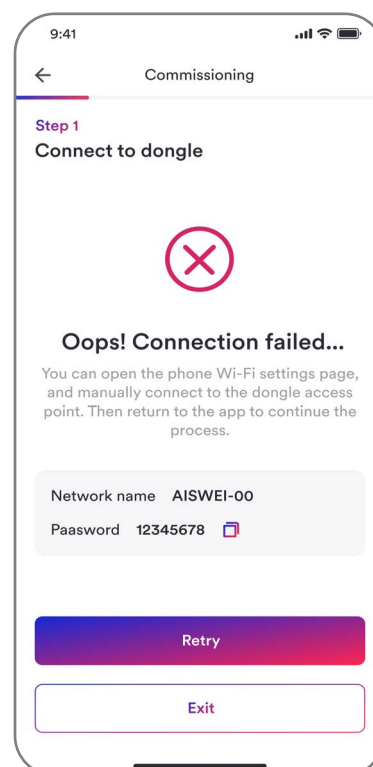 9:41
Commissioning
Step 1
Connect to dongle
Oops! Connection failed...
You can open the phone Wi-Fi settings page,
and manually connect to the dongle access
point. Then return to the app to continue the
process.
Network name AISWEI-00
Paasword 12345678
Retry
Exit